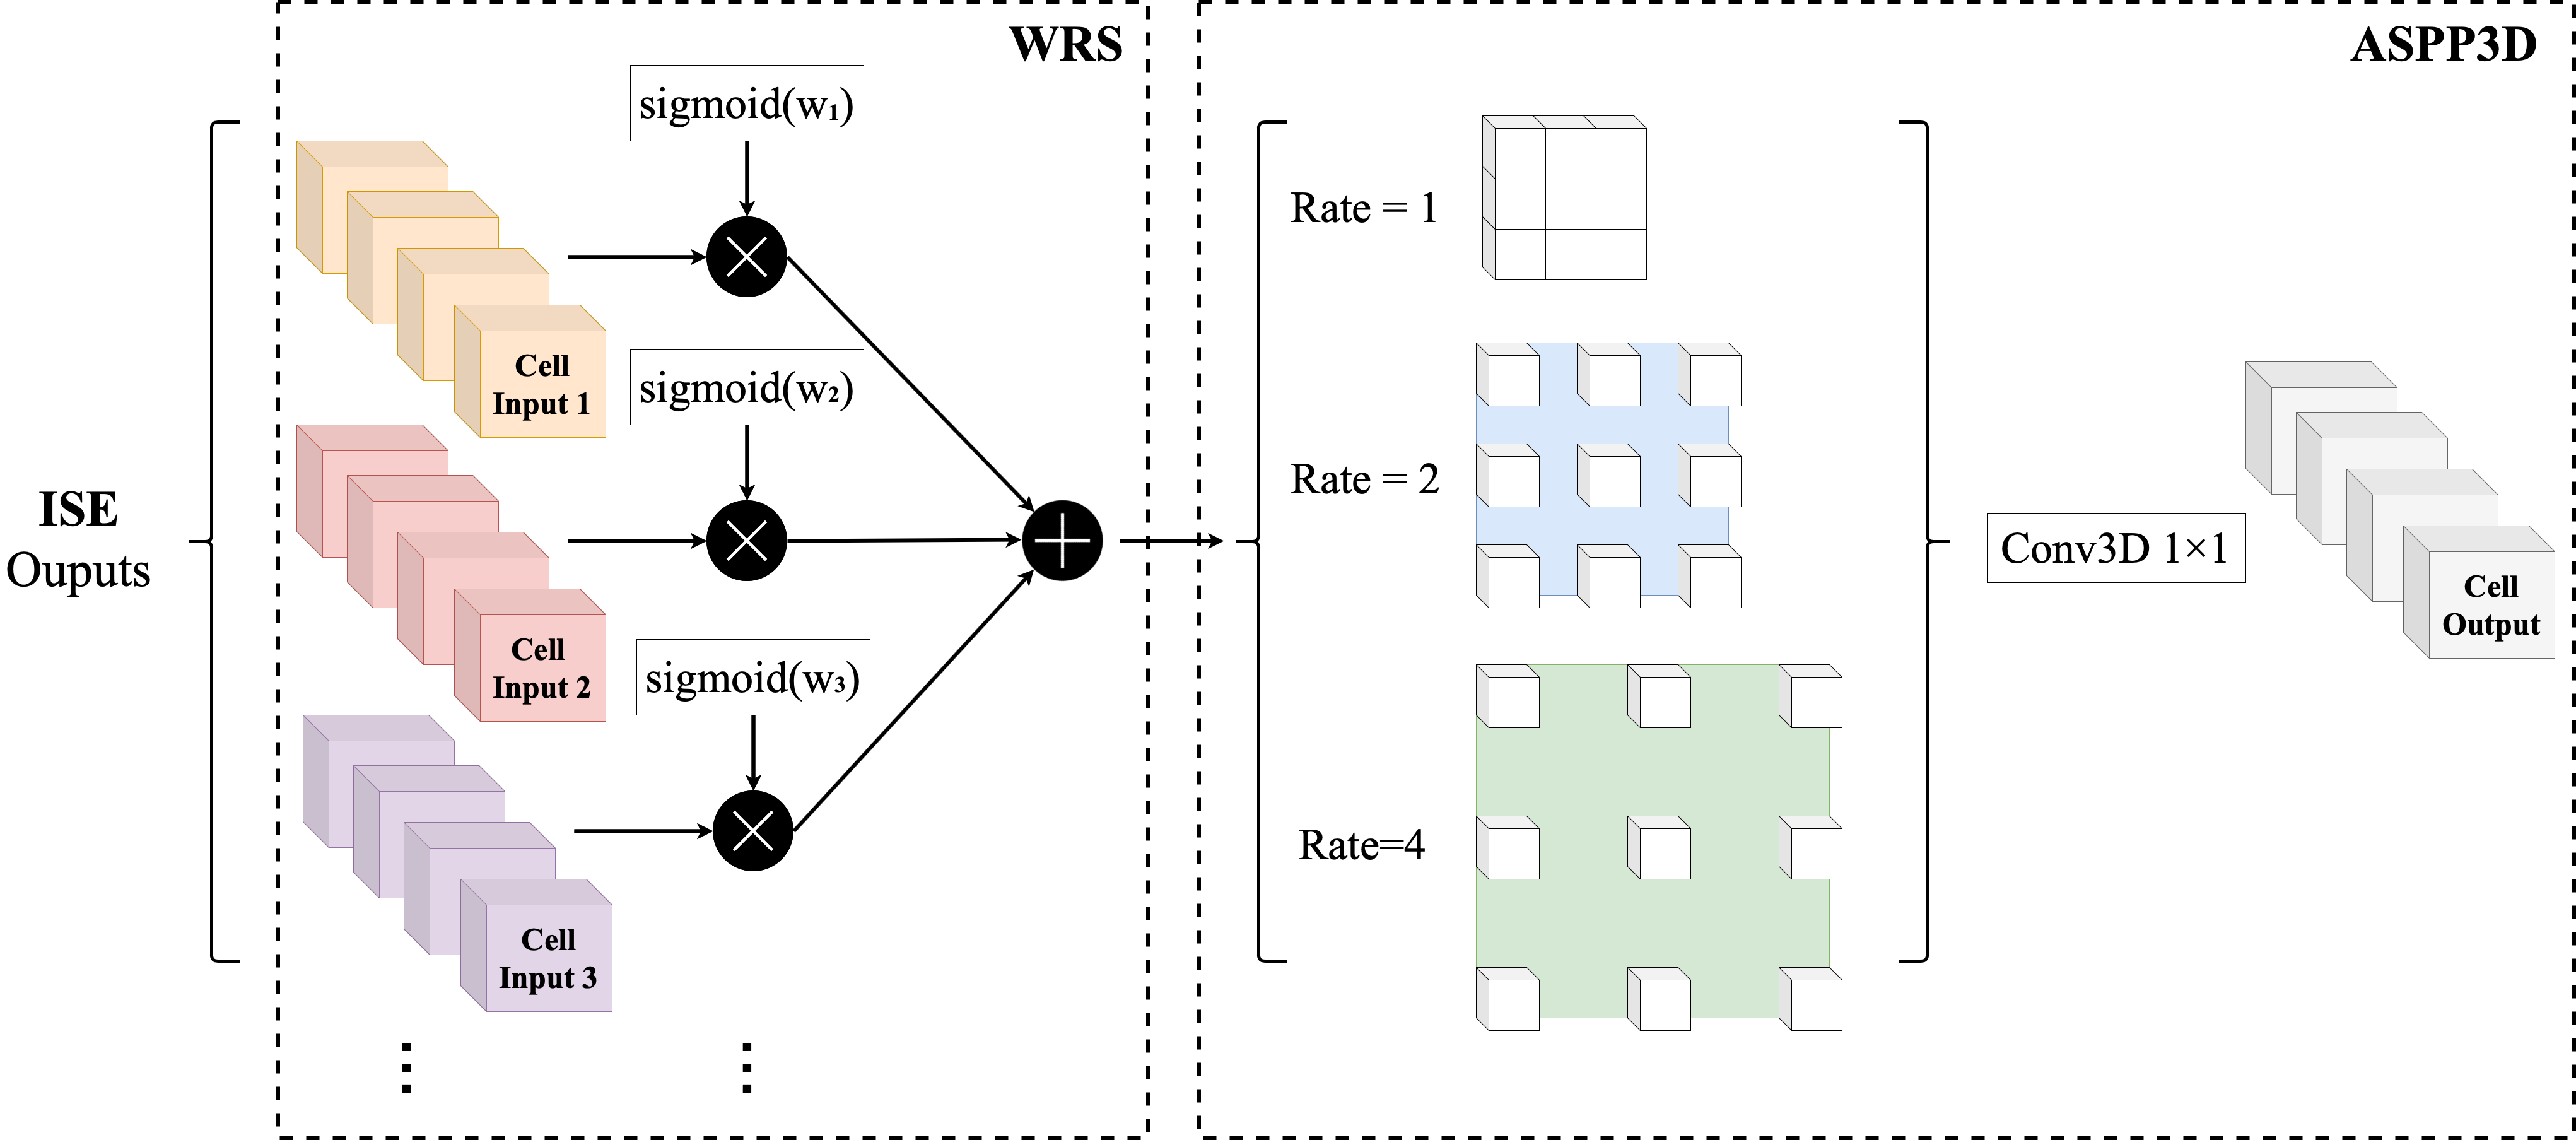 WRS
ASPP3D
ISE
Ouputs
sigmoid(w₁)
Cell
Input 1
sigmoid(w₂)
Cell
Input 2
sigmoid(w₃)
Cell
Input 3
Rate = 1
Rate = 2
Rate=4
Conv3D 1×1
Cell
Output